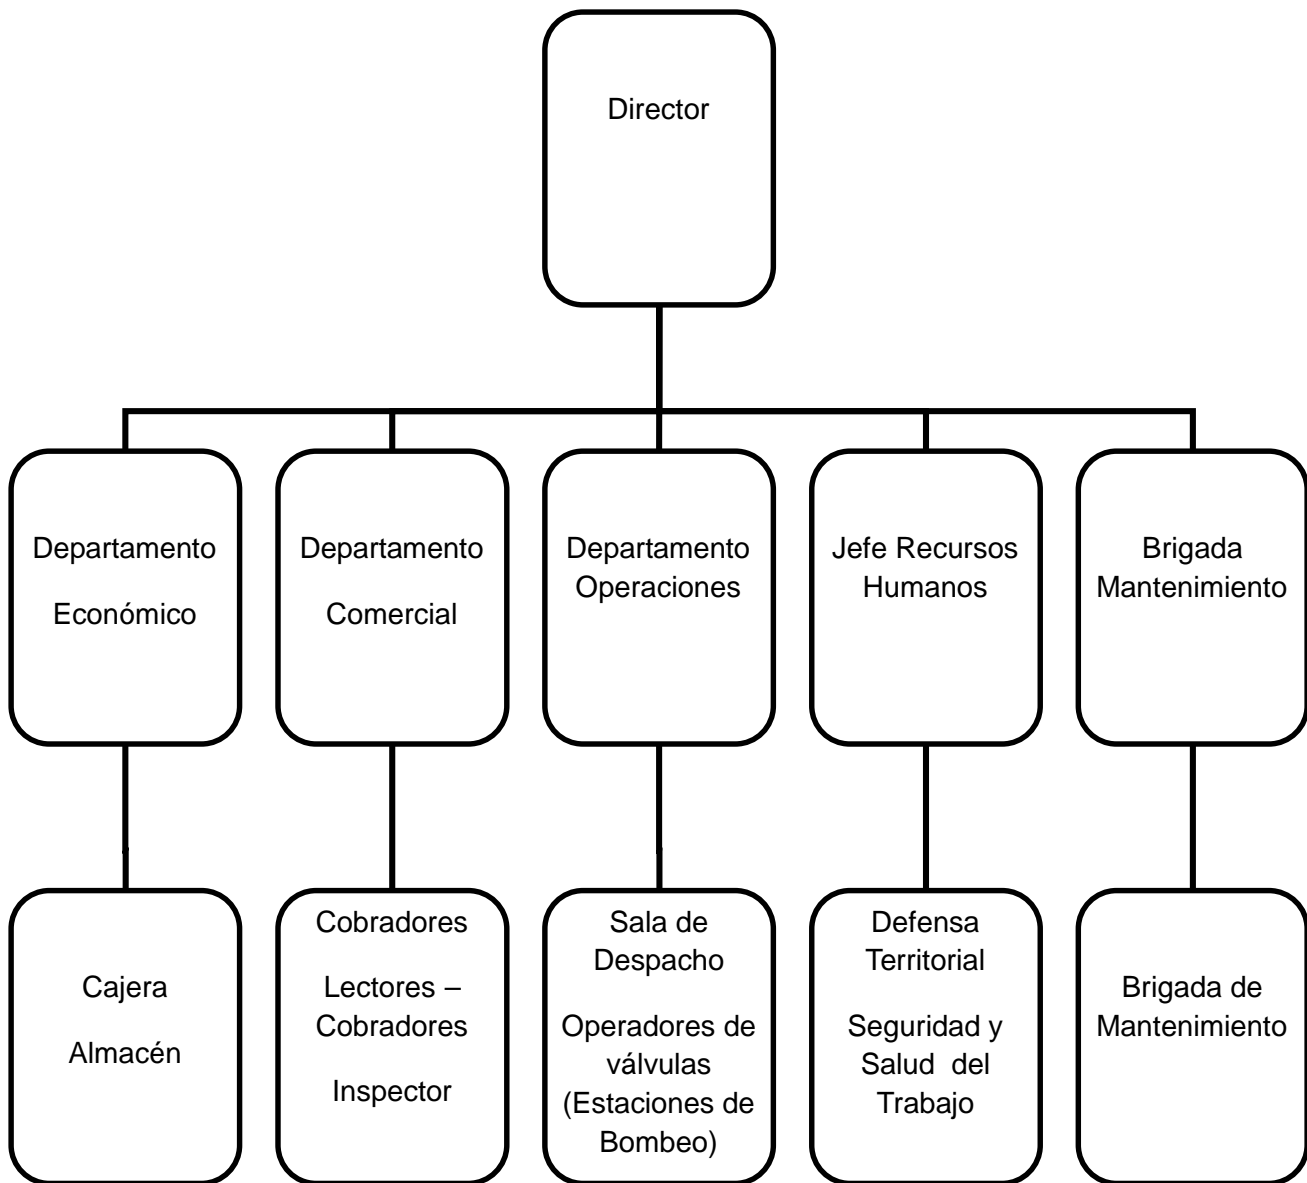 Director
Departamento
Económico
Departamento
Comercial
Departamento
Operaciones
Jefe Recursos
Humanos
Brigada
Mantenimiento
Cajera
Almacén
Cobradores
Lectores –
Cobradores
Inspector
Sala de
Despacho
Operadores de
válvulas
(Estaciones de
Bombeo)
Defensa
Territorial
Seguridad y
Salud  del
Trabajo
Brigada de
Mantenimiento